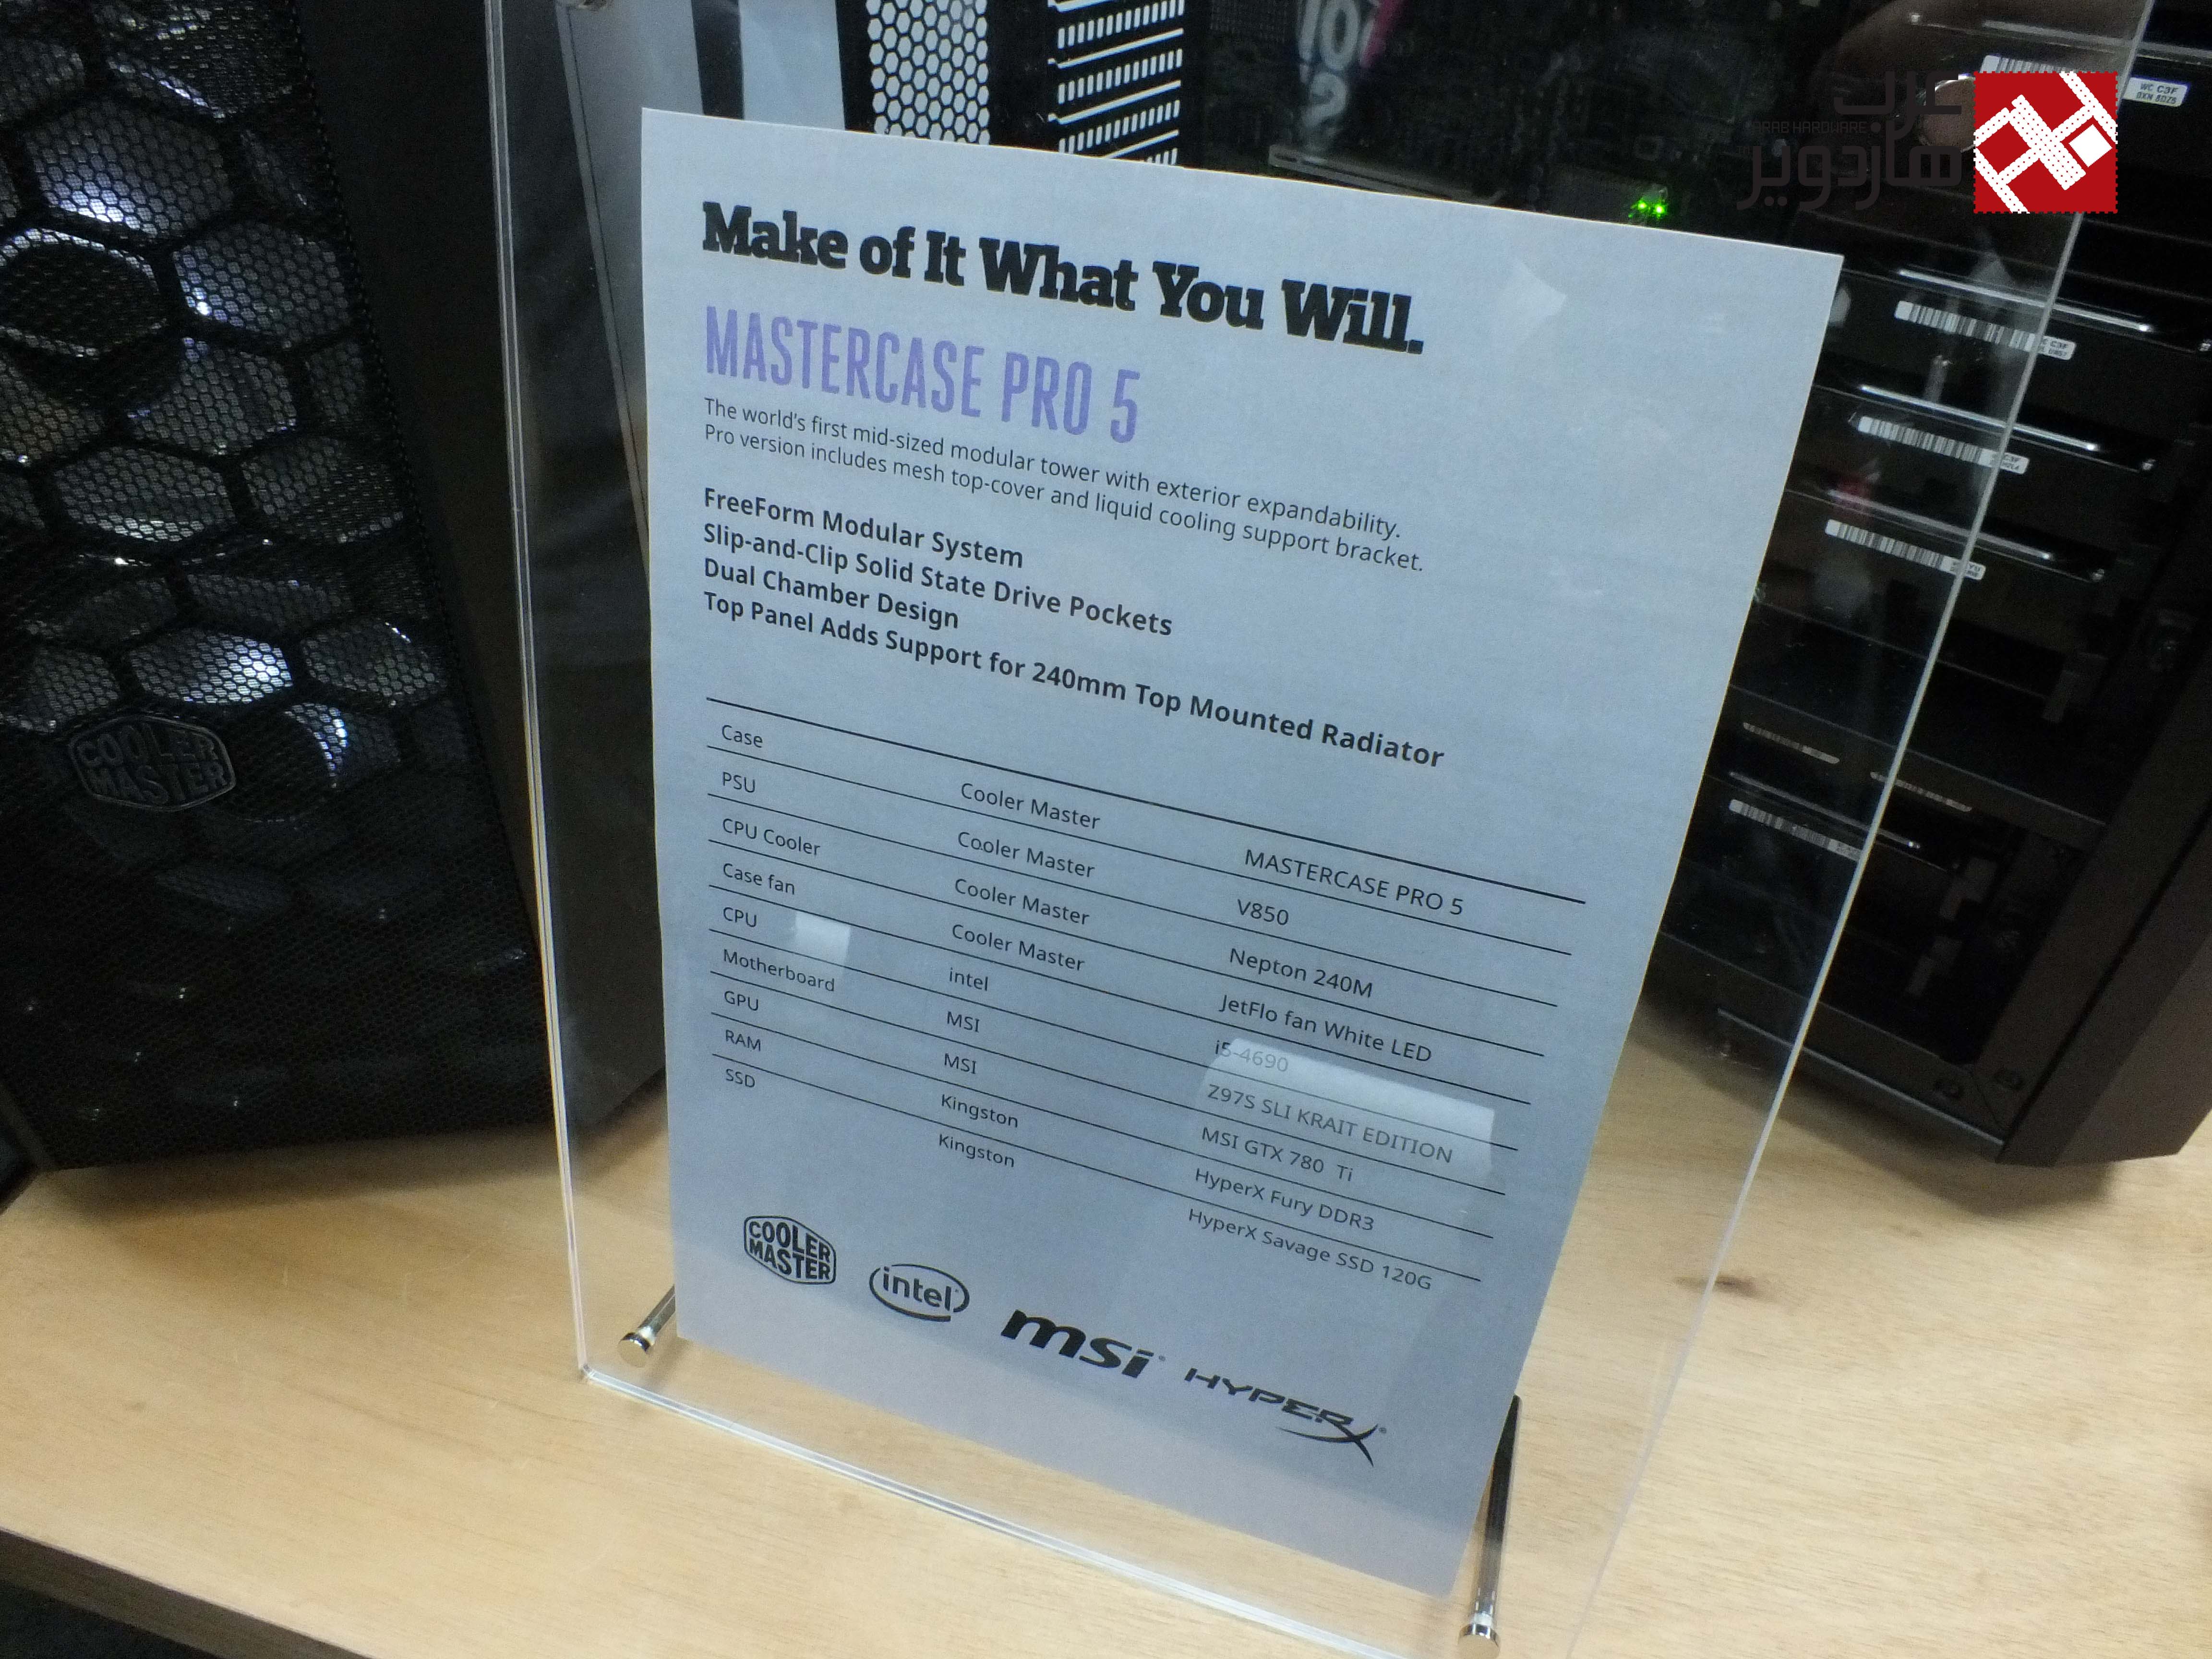 عرب
ARAB HARDWARE
هاردوير
Make of It What You Will.
MASTERCASE PRO 5
The world's first mid-sized modular tower with exterior expandability.
Pro version includes mesh top-cover and liquid cooling support bracket.
FreeForm Modular System
Slip-and-Clip Solid State Drive Pockets
Dual Chamber Design
Top Panel Adds Support for 240mm Top Mounted Radiator
Case Cooler Master MASTERCASE PRO 5
PSU Cooler Master V850
CPU Cooler Cooler Master Nepton 240M
Case fan Cooler Master JetFlo fan White LED
CPU intel i5-4690
Motherboard MSI Z97S SLI KRAIT EDITION
GPU MSI MSI GTX 780 Ti
RAM Kingston HyperX Fury DDR3
SSD Kingston HyperX Savage SSD 120G
COOLER
MASTER
intel
msi
HYPERX
COOLER
MASTER